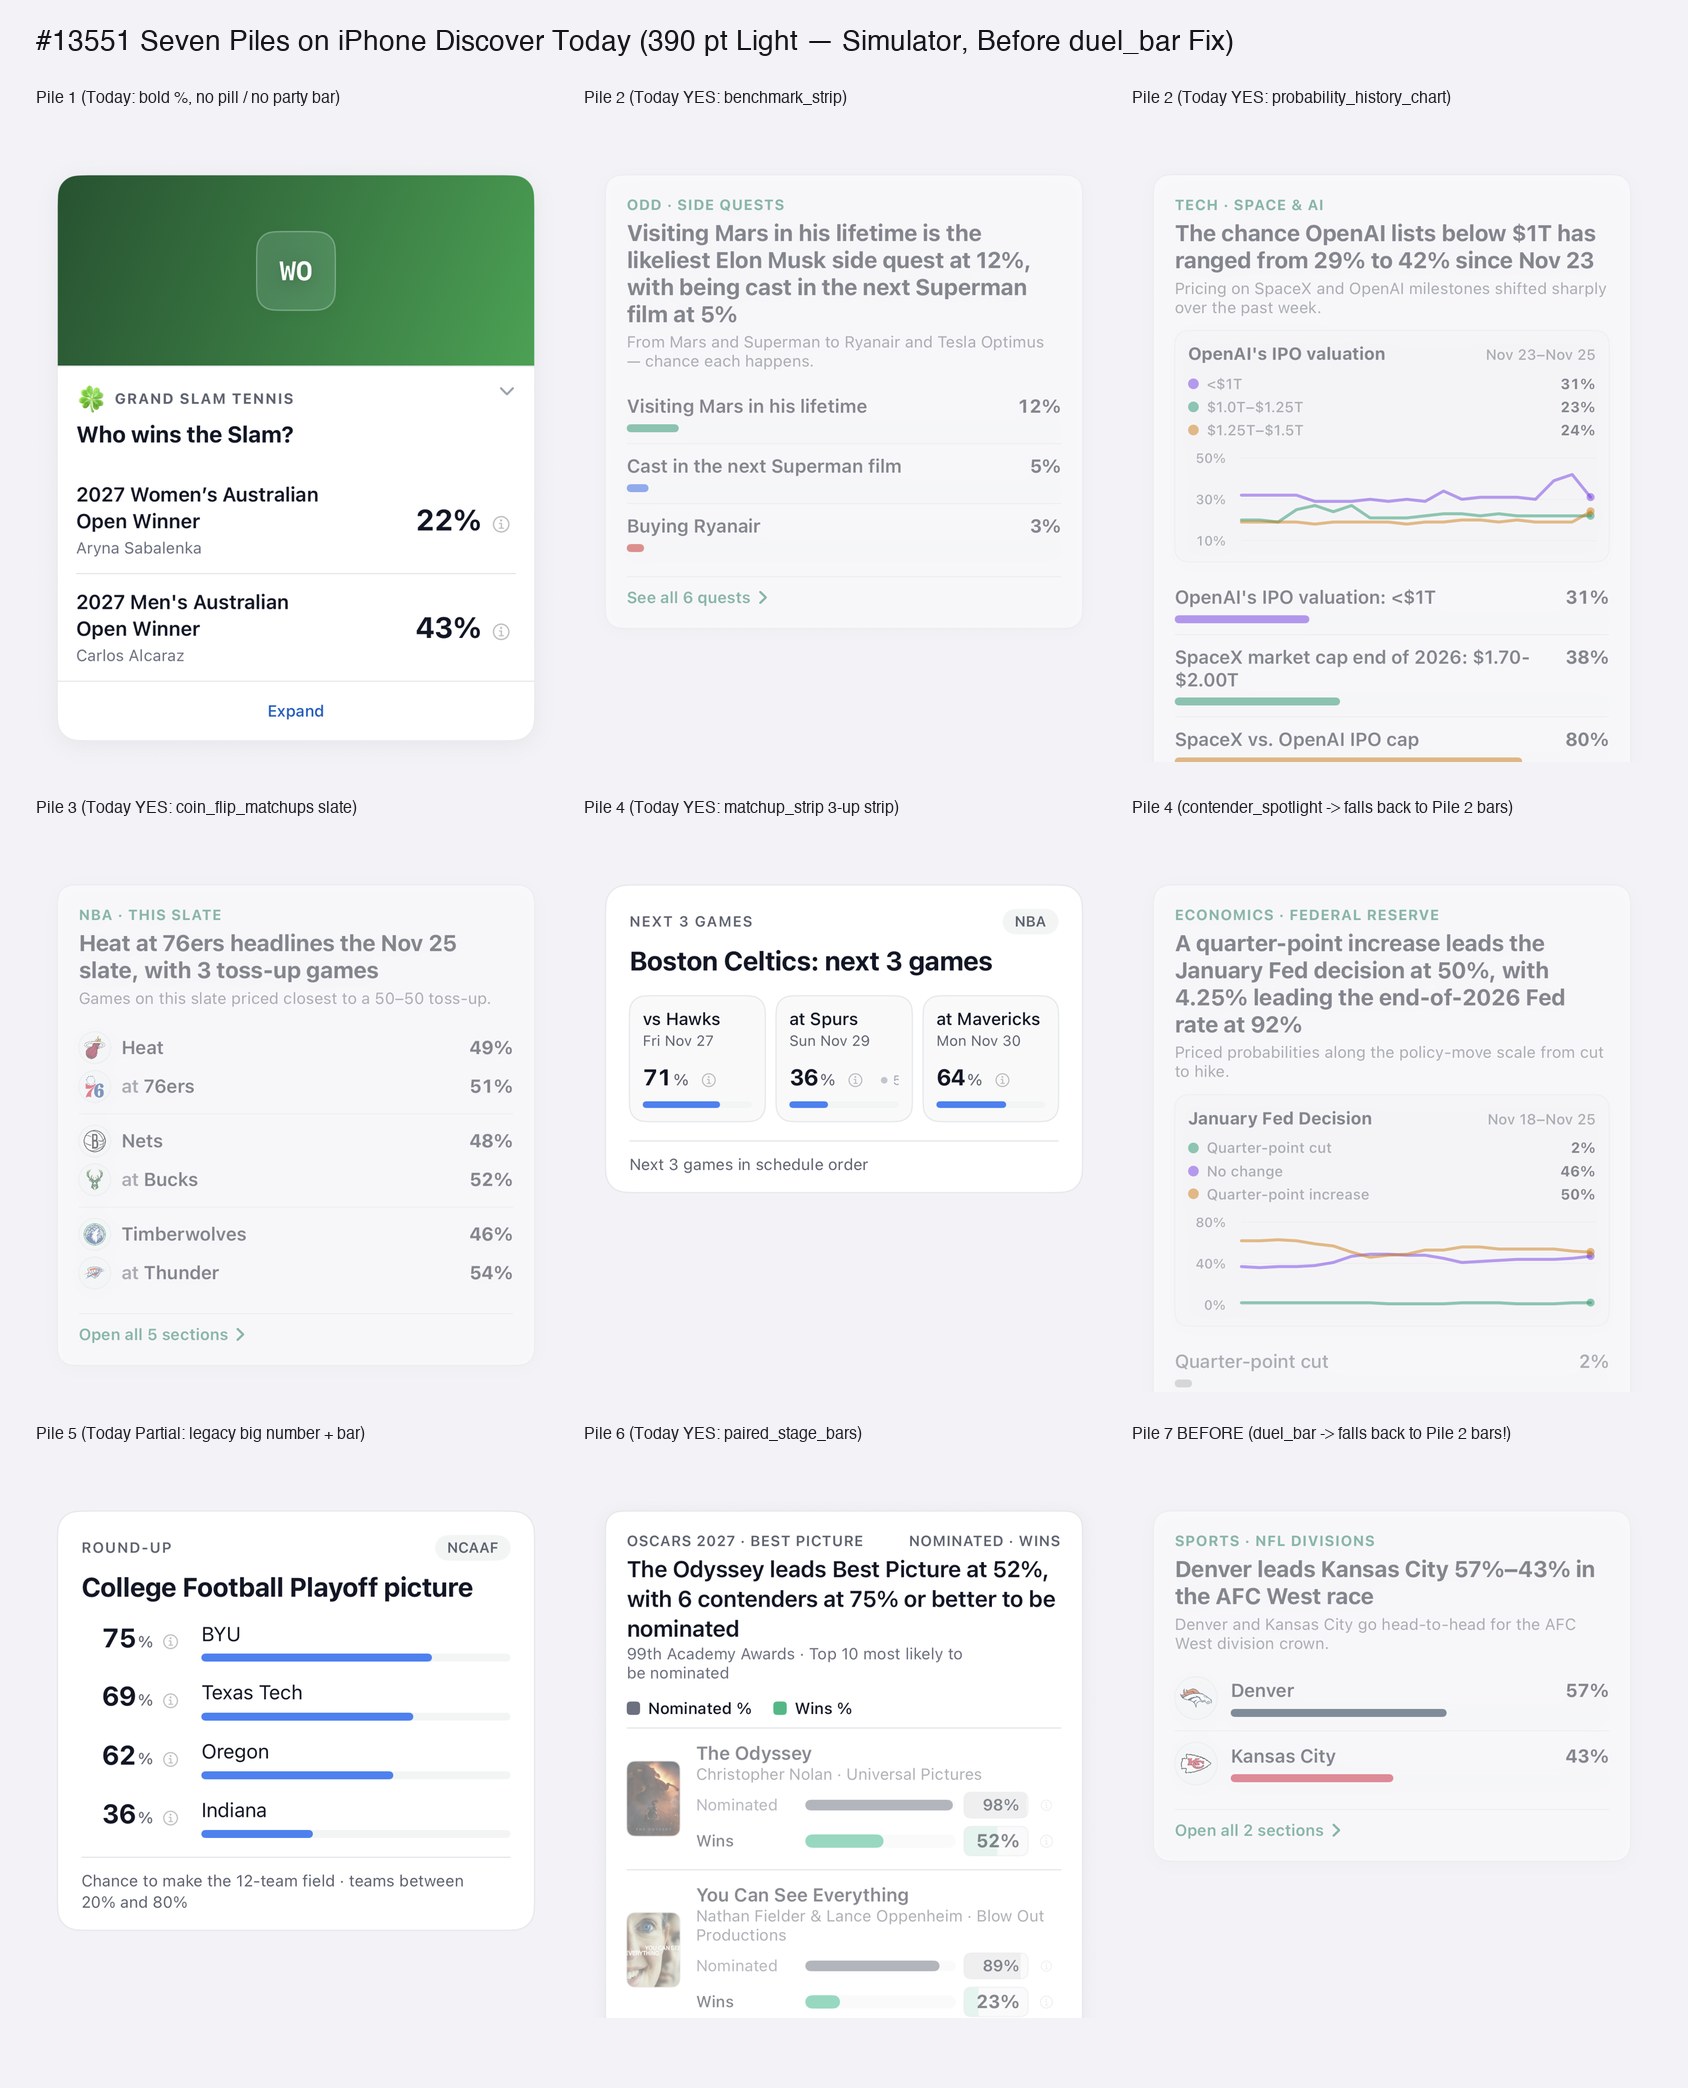 #13551 Seven Piles on iPhone Discover Today (390 pt Light — Simulator, Before duel_bar Fix)
Pile 1 (Today: bold %, no pill / no party bar)
WO
GRAND SLAM TENNIS
Who wins the Slam?
2027 Women’s Australian
Open Winner
22%
Aryna Sabalenka
2027 Men's Australian
Open Winner
43%
Carlos Alcaraz
Expand
Pile 2 (Today YES: benchmark_strip)
ODD · SIDE QUESTS
Visiting Mars in his lifetime is the
likeliest Elon Musk side quest at 12%,
with being cast in the next Superman
film at 5%
From Mars and Superman to Ryanair and Tesla Optimus
— chance each happens.
Visiting Mars in his lifetime 12%
Cast in the next Superman film 5%
Buying Ryanair 3%
See all 6 quests
Pile 2 (Today YES: probability_history_chart)
TECH · SPACE & AI
The chance OpenAI lists below $1T has
ranged from 29% to 42% since Nov 23
Pricing on SpaceX and OpenAI milestones shifted sharply
over the past week.
OpenAI's IPO valuation Nov 23–Nov 25
<$1T 31%
$1.0T–$1.25T 23%
$1.25T–$1.5T 24%
50%
30%
10%
OpenAI's IPO valuation: <$1T 31%
SpaceX market cap end of 2026: $1.70- 38%
$2.00T
SpaceX vs. OpenAI IPO cap 80%
Pile 3 (Today YES: coin_flip_matchups slate)
NBA · THIS SLATE
Heat at 76ers headlines the Nov 25
slate, with 3 toss-up games
Games on this slate priced closest to a 50–50 toss-up.
Heat 49%
76 at 76ers 51%
Nets 48%
at Bucks 52%
Timberwolves 46%
at Thunder 54%
Open all 5 sections
Pile 4 (Today YES: matchup_strip 3-up strip)
NEXT 3 GAMES NBA
Boston Celtics: next 3 games
vs Hawks
Fri Nov 27
71%
at Spurs
Sun Nov 29
36%
at Mavericks
Mon Nov 30
64%
Next 3 games in schedule order
Pile 4 (contender_spotlight -> falls back to Pile 2 bars)
ECONOMICS · FEDERAL RESERVE
A quarter-point increase leads the
January Fed decision at 50%, with
4.25% leading the end-of-2026 Fed
rate at 92%
Priced probabilities along the policy-move scale from cut
to hike.
January Fed Decision Nov 18–Nov 25
Quarter-point cut 2%
No change 46%
Quarter-point increase 50%
80%
40%
0%
Quarter-point cut 2%
Pile 5 (Today Partial: legacy big number + bar)
ROUND-UP NCAAF
College Football Playoff picture
75% BYU
69% Texas Tech
62% Oregon
36% Indiana
Chance to make the 12-team field · teams between
20% and 80%
Pile 6 (Today YES: paired_stage_bars)
OSCARS 2027 · BEST PICTURE NOMINATED · WINS
The Odyssey leads Best Picture at 52%,
with 6 contenders at 75% or better to be
nominated
99th Academy Awards · Top 10 most likely to
be nominated
Nominated % Wins %
The Odyssey
Christopher Nolan · Universal Pictures
Nominated 98%
Wins 52%
You Can See Everything
Nathan Fielder & Lance Oppenheim · Blow Out
Productions
Nominated 89%
Wins 23%
Pile 7 BEFORE (duel_bar -> falls back to Pile 2 bars!)
SPORTS · NFL DIVISIONS
Denver leads Kansas City 57%–43% in
the AFC West race
Denver and Kansas City go head-to-head for the AFC
West division crown.
Denver 57%
Kansas City 43%
Open all 2 sections